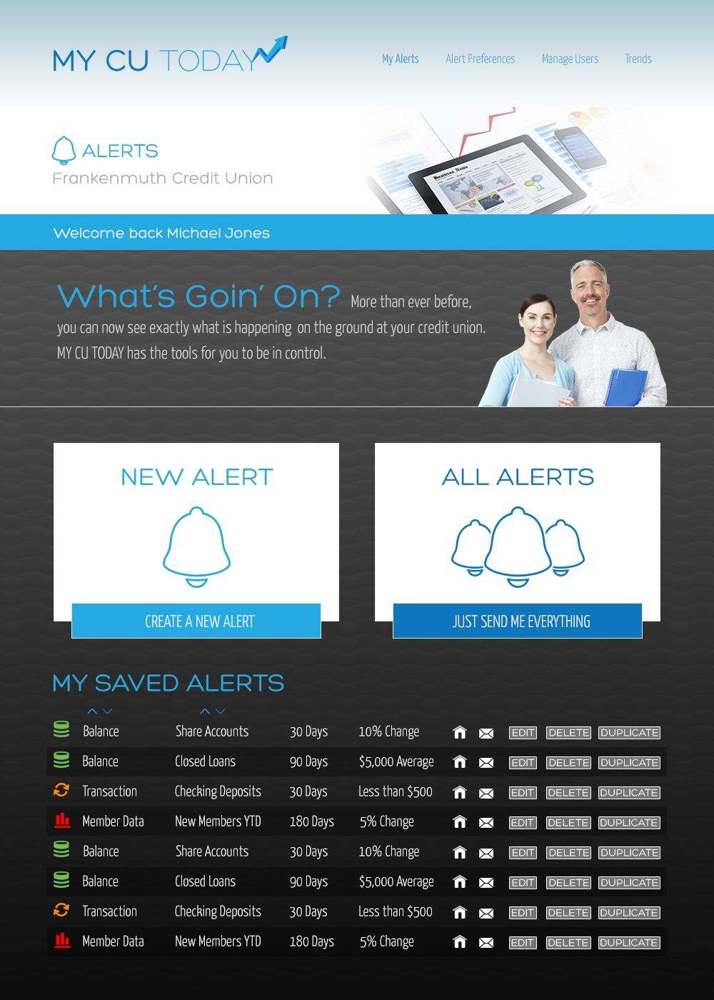 MY CU TODAY
My Alerts Alert Preferences Manage Users Trends
Business News
ALERTS
Frankenmuth Credit Union
Welcome back Michael Jones
What's Goin' On? More than ever before,
you can now see exactly what is happening on the ground at your credit union.
MY CU TODAY has the tools for you to be in control.
NEW ALERT
CREATE A NEW ALERT
ALL ALERTS
JUST SEND ME EVERYTHING
MY SAVED ALERTS
Balance Share Accounts 30 Days 10% Change EDIT DELETE DUPLICATE
Balance Closed Loans 90 Days $5,000 Average EDIT DELETE DUPLICATE
Transaction Checking Deposits 30 Days Less than $500 EDIT DELETE DUPLICATE
Member Data New Members YTD 180 Days 5% Change EDIT DELETE DUPLICATE
Balance Share Accounts 30 Days 10% Change EDIT DELETE DUPLICATE
Balance Closed Loans 90 Days $5,000 Average EDIT DELETE DUPLICATE
Transaction Checking Deposits 30 Days Less than $500 EDIT DELETE DUPLICATE
Member Data New Members YTD 180 Days 5% Change EDIT DELETE DUPLICATE